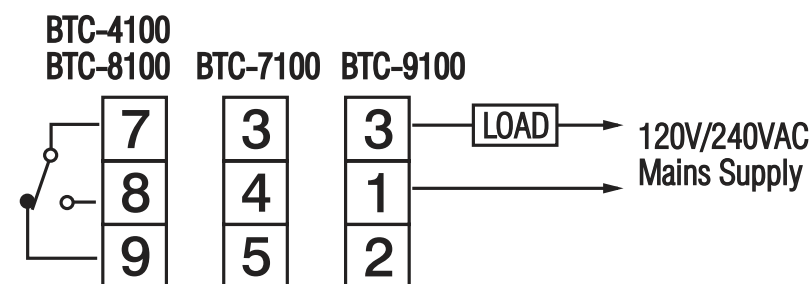 BTC-4100
BTC-8100 BTC-7100 BTC-9100
7 3 3 LOAD 120V/240VAC
8 4 1 Mains Supply
9 5 2